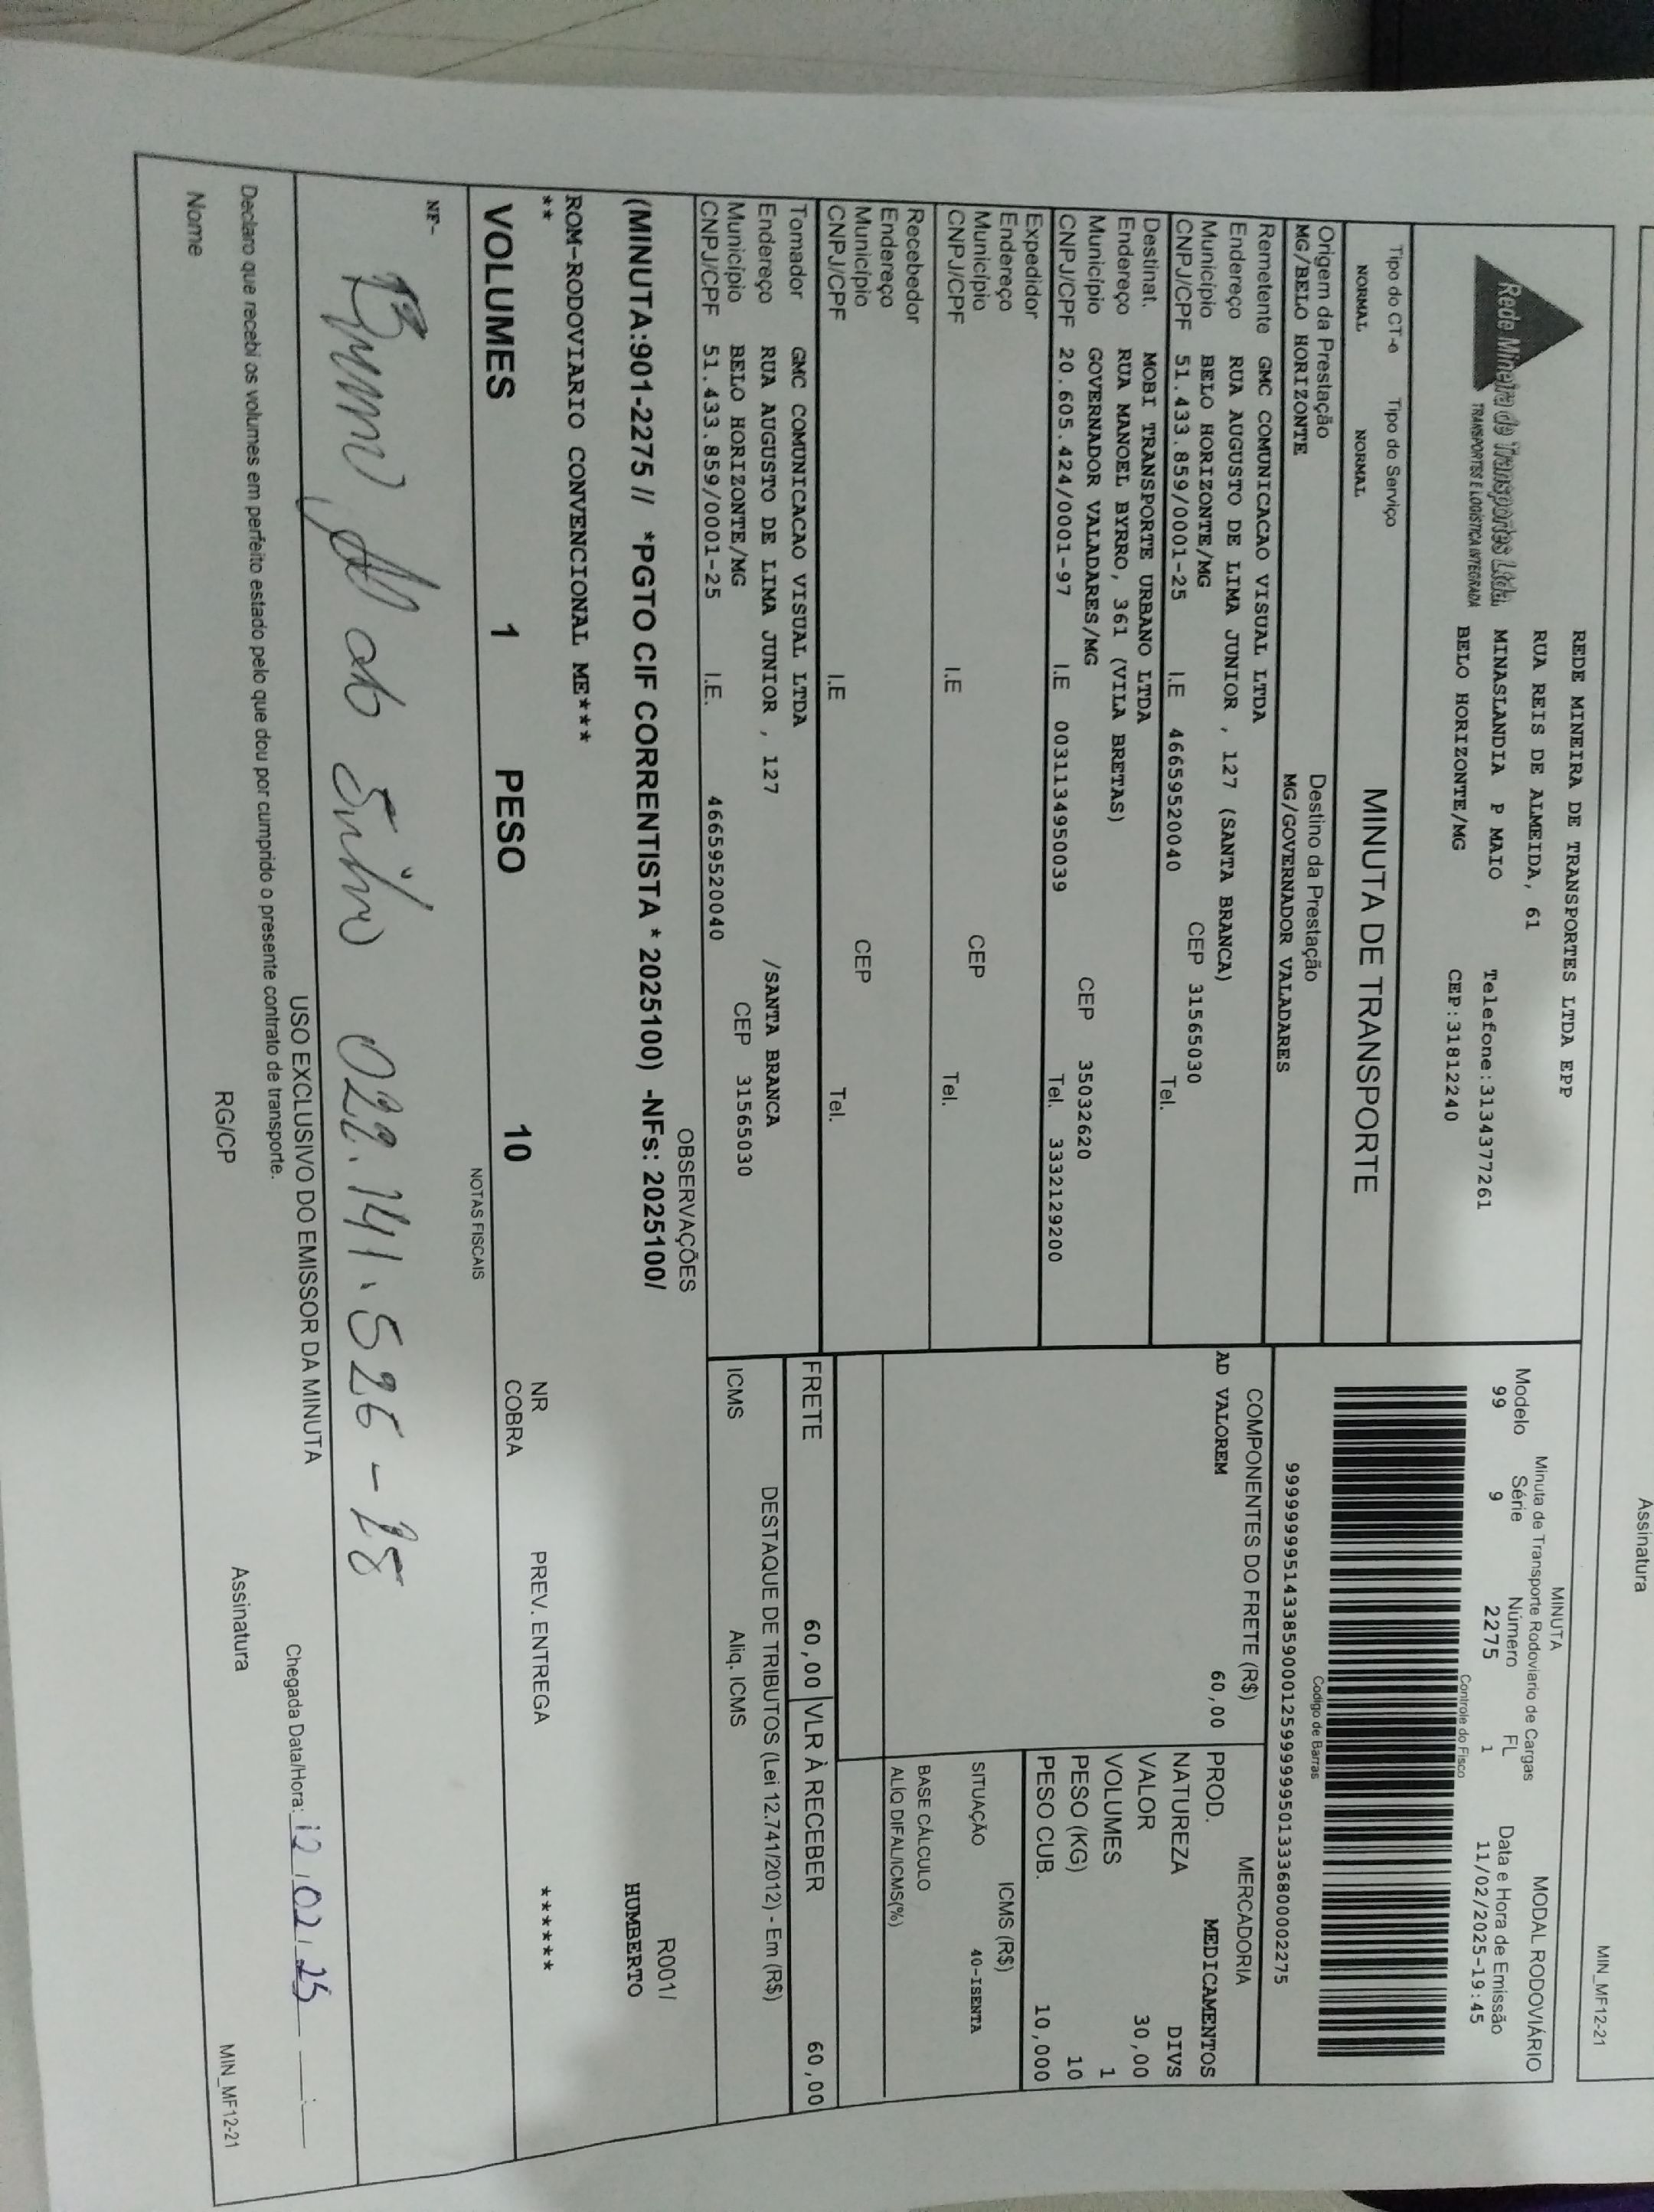 Assinatura
MIN_MF12-21
Rede Mineira de Transportes Ltda.
TRANSPORTES E LOGÍSTICA INTEGRADA
REDE MINEIRA DE TRANSPORTES LTDA EPP
RUA REIS DE ALMEIDA, 61
MINASLANDIA P MAIO Telefone:3134377261
BELO HORIZONTE/MG CEP:31812240
MINUTA MODAL RODOVIÁRIO
Minuta de Transporte Rodoviario de Cargas
Modelo Série Número FL Data e Hora de Emissão
99 9 2275 1 11/02/2025-19:45
Controle do Fisco
Tipo do CT-e Tipo do Serviço MINUTA DE TRANSPORTE
NORMAL NORMAL
Codigo de Barras
Origem da Prestação Destino da Prestação
MG/BELO HORIZONTE MG/GOVERNADOR VALADARES
Remetente GMC COMUNICACAO VISUAL LTDA
Endereço RUA AUGUSTO DE LIMA JUNIOR , 127 (SANTA BRANCA)
Município BELO HORIZONTE/MG CEP 31565030
CNPJ/CPF 51.433.859/0001-25 I.E 46659520040 Tel.
Destinat. MOBI TRANSPORTE URBANO LTDA
Endereço RUA MANOEL BYRRO, 361 (VILA BRETAS)
Município GOVERNADOR VALADARES/MG CEP 35032620
CNPJ/CPF 20.605.424/0001-97 I.E 0031134950039 Tel. 3332129200
Expedidor
Endereço
Município CEP
CNPJ/CPF I.E Tel.
Recebedor
Endereço
Município CEP
CNPJ/CPF I.E Tel.
Tomador GMC COMUNICACAO VISUAL LTDA
Endereço RUA AUGUSTO DE LIMA JUNIOR , 127 /SANTA BRANCA
Município BELO HORIZONTE/MG CEP 31565030
CNPJ/CPF 51.433.859/0001-25 I.E. 46659520040
COMPONENTES DO FRETE (R$)
AD VALOREM 60,00
MERCADORIA
PROD. MEDICAMENTOS
NATUREZA DIVS
VALOR 30,00
VOLUMES 1
PESO (KG) 10
PESO CUB. 10,000
ICMS (R$)
SITUAÇÃO 40-ISENTA
BASE CÁLCULO
ALÍQ DIFAL/ICMS(%)
FRETE 60,00 VLR À RECEBER 60,00
DESTAQUE DE TRIBUTOS (Lei 12.741/2012) - Em (R$)
ICMS Aliq. ICMS
OBSERVAÇÕES
(MINUTA:901-2275 // *PGTO CIF CORRENTISTA * 2025100) -NFs: 2025100/ R001/
HUMBERTO
ROM-RODOVIARIO CONVENCIONAL ME****
**
VOLUMES 1 PESO 10 NR COBRA PREV. ENTREGA ******
NOTAS FISCAIS
NF-
022.141.526-28
USO EXCLUSIVO DO EMISSOR DA MINUTA
Chegada Data/Hora: 12/02/25
Declaro que recebi os volumes em perfeito estado pelo que dou por cumprido o presente contrato de transporte.
Nome RG/CP Assinatura
MIN_MF12-21